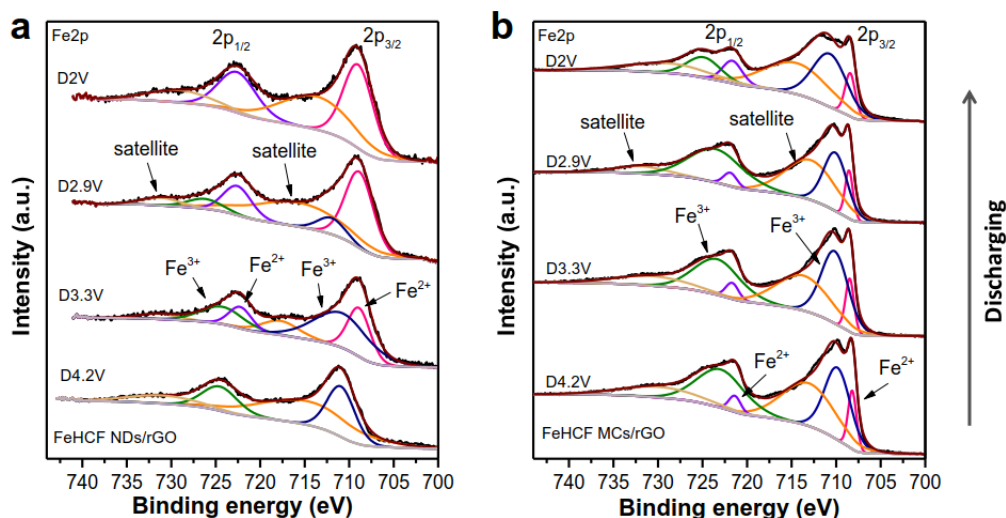 a
Fe2p
2p1/2
2p3/2
D2V
satellite
satellite
D2.9V
Fe3+
Fe2+
Fe3+
Fe2+
D3.3V
D4.2V
FeHCF NDs/rGO
Intensity (a.u.)
740 735 730 725 720 715 710 705 700
Binding energy (eV)
b
Fe2p
2p1/2
2p3/2
D2V
satellite
satellite
D2.9V
Fe3+
Fe3+
D3.3V
Fe2+
Fe2+
D4.2V
FeHCF MCs/rGO
Intensity (a.u.)
740 735 730 725 720 715 710 705 700
Binding energy (eV)
Discharging